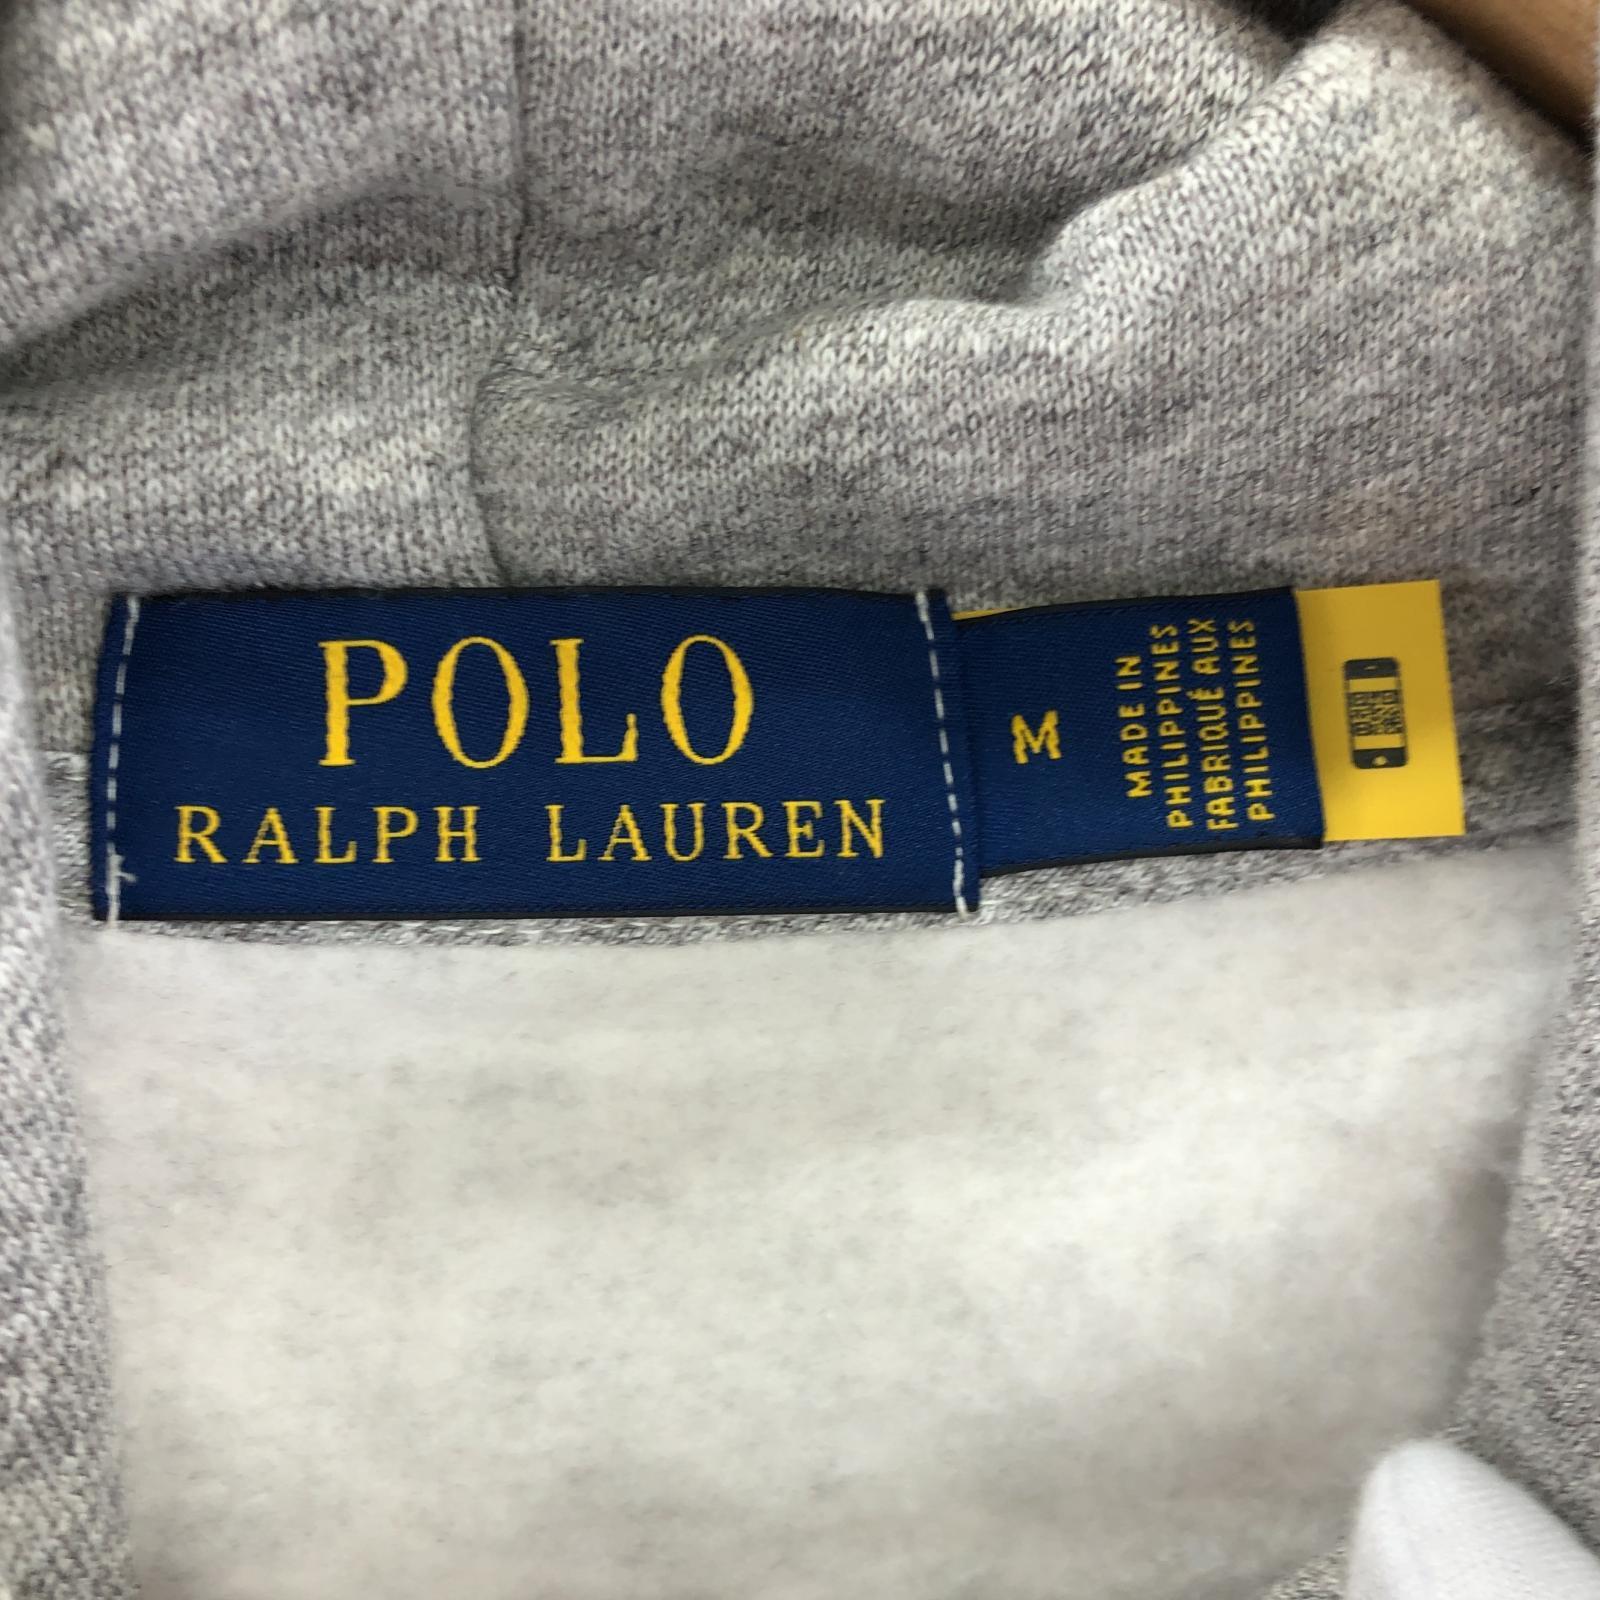 POLO
RALPH LAUREN
M
MADE IN
PHILIPPINES
FABRIQUÉ AUX
PHILIPPINES